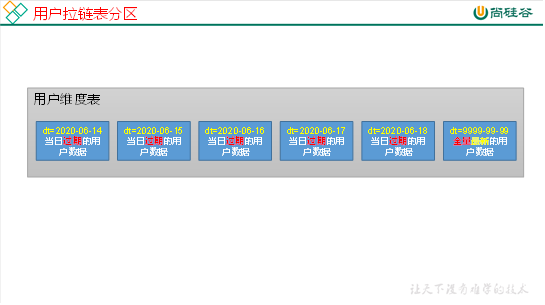 用户拉链表分区
尚硅谷
用户维度表
dt=2020-06-14
当日过期的用
户数据
dt=2020-06-15
当日过期的用
户数据
dt=2020-06-16
当日过期的用
户数据
dt=2020-06-17
当日过期的用
户数据
dt=2020-06-18
当日过期的用
户数据
dt=9999-99-99
全量最新的用
户数据
让天下没有难学的技术